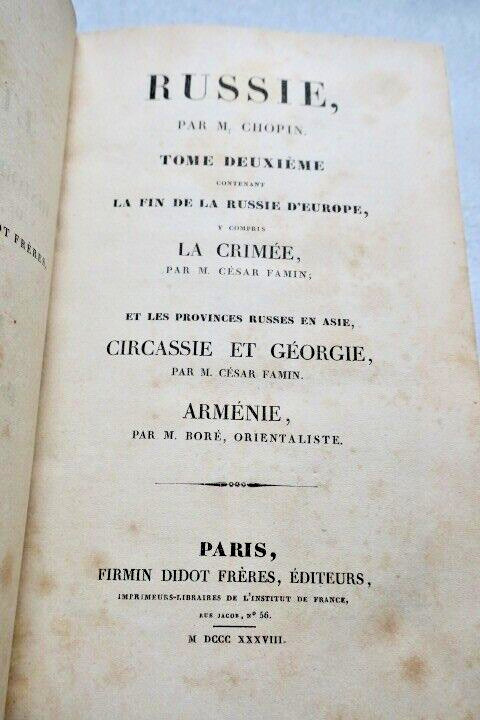 RUSSIE,
PAR M. CHOPIN.
TOME DEUXIÈME
CONTENANT
LA FIN DE LA RUSSIE D'EUROPE,
Y COMPRIS
LA CRIMÉE,
PAR M. CÉSAR FAMIN;
ET LES PROVINCES RUSSES EN ASIE,
CIRCASSIE ET GÉORGIE,
PAR M. CÉSAR FAMIN.
ARMÉNIE,
PAR M. BORÉ, ORIENTALISTE.
PARIS,
FIRMIN DIDOT FRÈRES, ÉDITEURS,
IMPRIMEURS-LIBRAIRES DE L'INSTITUT DE FRANCE,
RUE JACOB, Nº 56.
M DCCC XXXVIII.
FRÈRES,